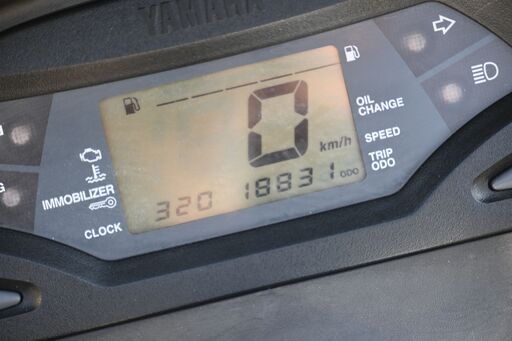 YAMAHA
0
km/h
OIL
CHANGE
SPEED
TRIP
ODO
IMMOBILIZER
CLOCK
320 18831 ODO